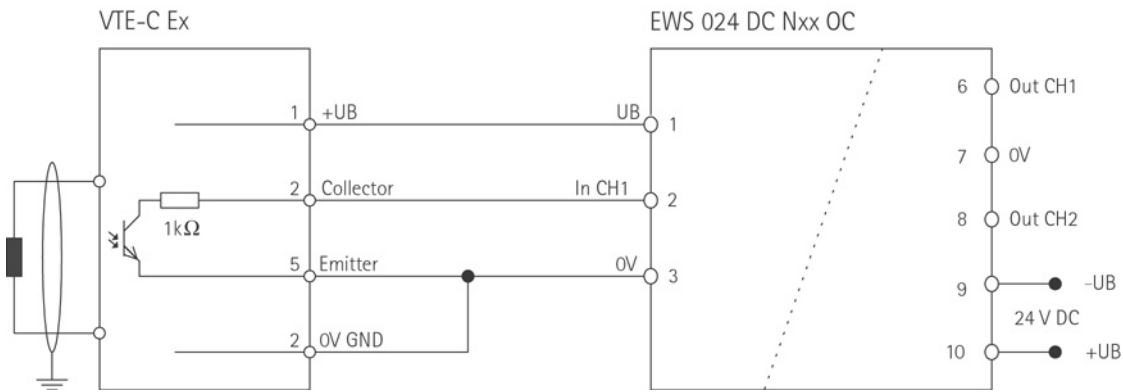 VTE-C Ex
EWS 024 DC Nxx OC
6 Out CH1
1 +UB
UB 1
7 0V
2 Collector
In CH1 2
1kΩ
8 Out CH2
5 Emitter
0V 3
9 -UB
24 V DC
2 0V GND
10 +UB